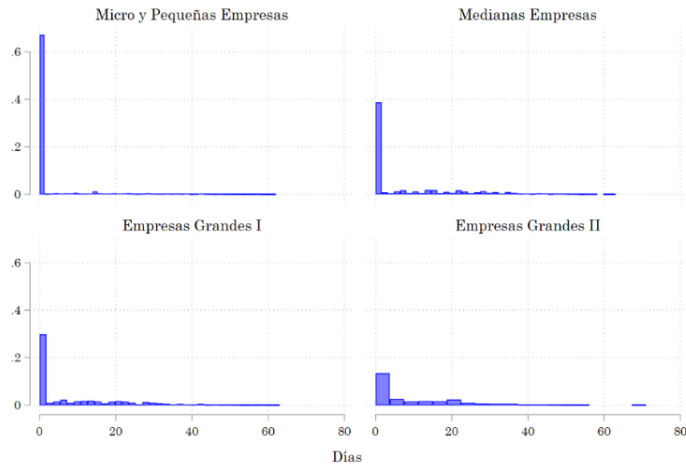 Micro y Pequeñas Empresas
Medianas Empresas
.6
.4
.2
0
Empresas Grandes I
Empresas Grandes II
.6
.4
.2
0
0 20 40 60 80
0 20 40 60 80
Días